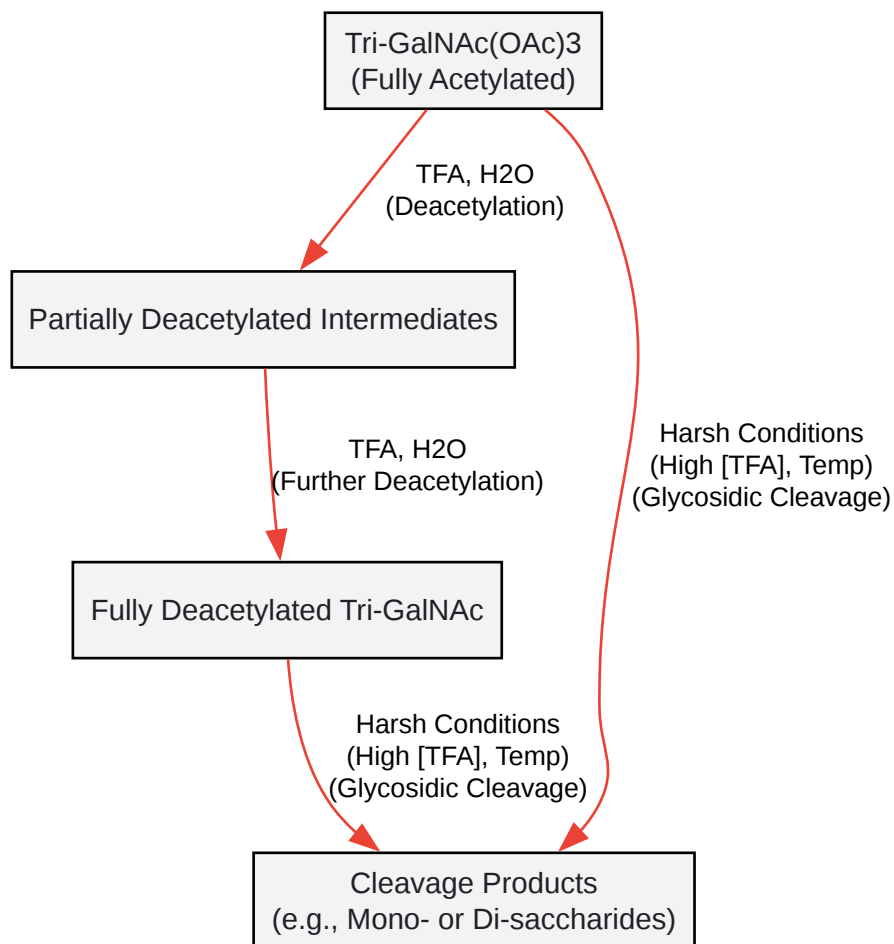 Tri-GalNAc(OAc)3
(Fully Acetylated)
TFA, H2O
(Deacetylation)
Partially Deacetylated Intermediates
TFA, H2O
(Further Deacetylation)
Harsh Conditions
(High [TFA], Temp)
(Glycosidic Cleavage)
Fully Deacetylated Tri-GalNAc
Harsh Conditions
(High [TFA], Temp)
(Glycosidic Cleavage)
Cleavage Products
(e.g., Mono- or Di-saccharides)